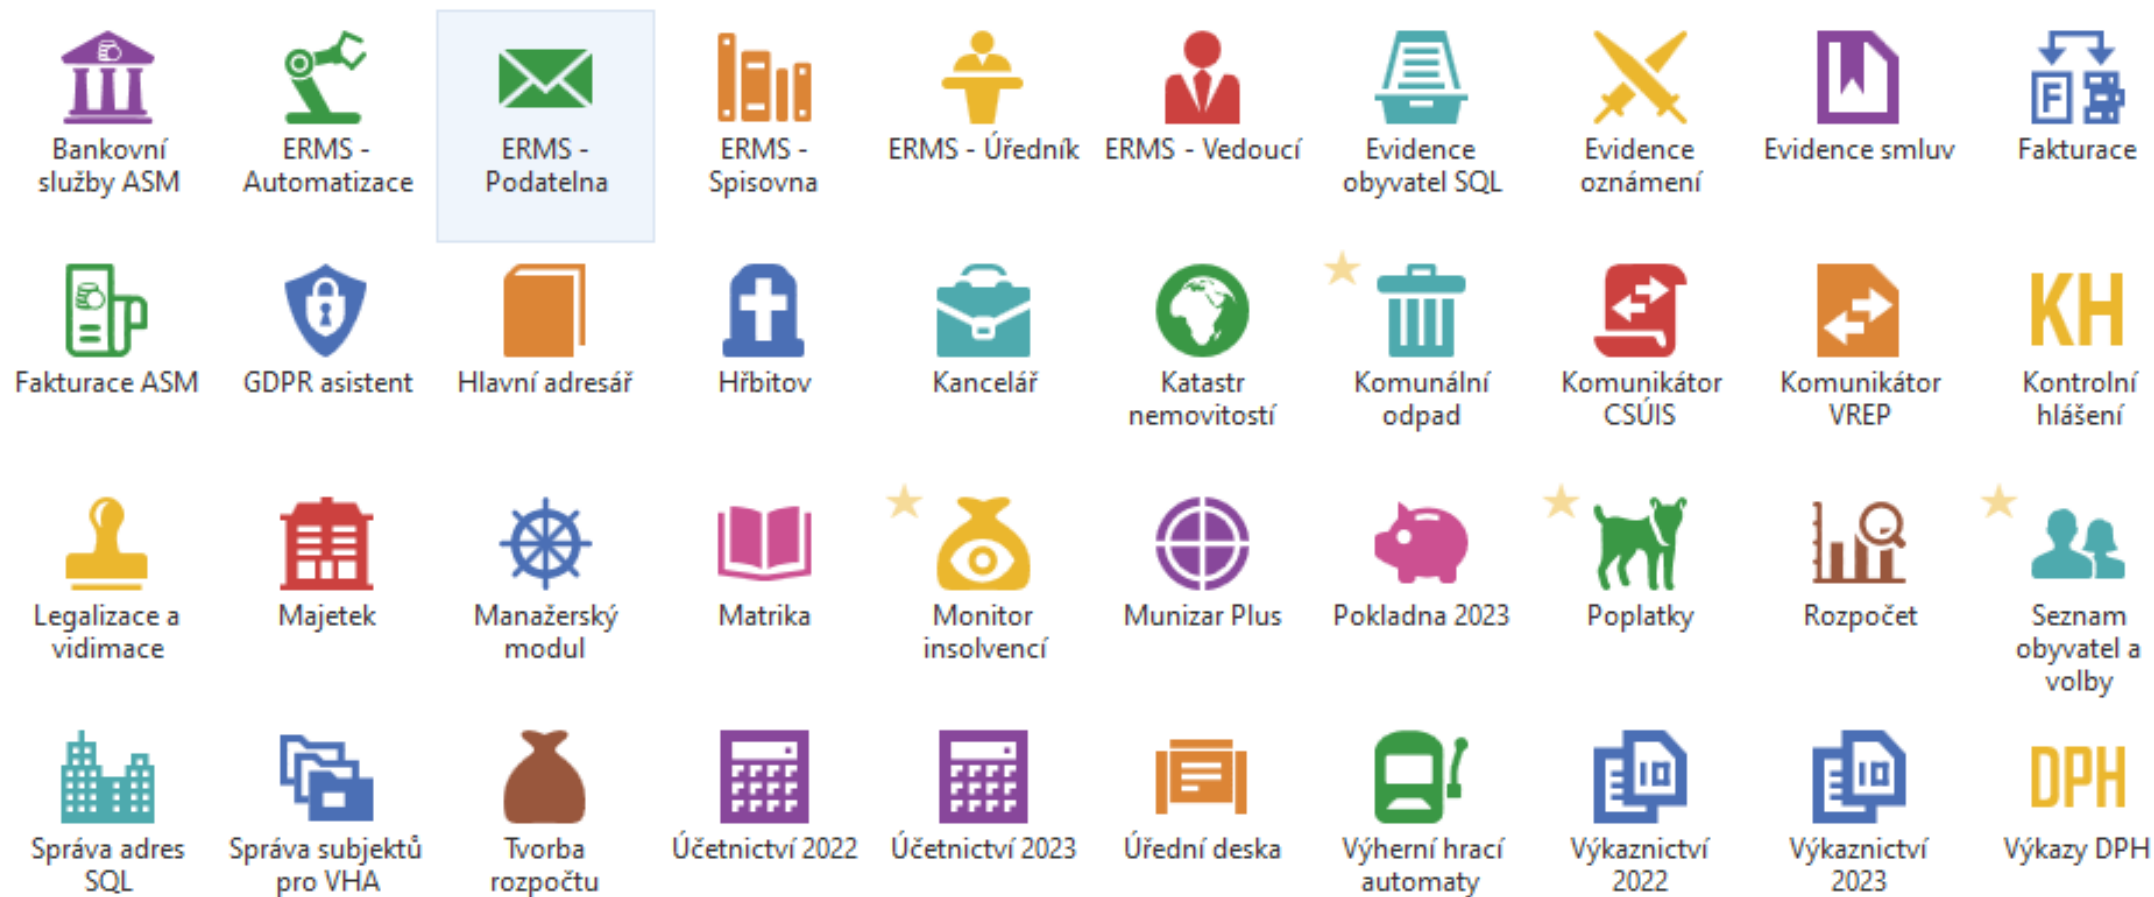 Bankovní
služby ASM
ERMS -
Automatizace
ERMS -
Podatelna
ERMS -
Spisovna
ERMS - Úředník
ERMS - Vedoucí
Evidence
obyvatel SQL
Evidence
oznámení
Evidence smluv
F
Fakturace
Fakturace ASM
GDPR asistent
Hlavní adresář
Hřbitov
Kancelář
Katastr
nemovitostí
Komunální
odpad
Komunikátor
CSÚIS
Komunikátor
VREP
KH
Kontrolní
hlášení
Legalizace a
vidimace
Majetek
Manažerský
modul
Matrika
Monitor
insolvencí
Munizar Plus
Pokladna 2023
Poplatky
Rozpočet
Seznam
obyvatel a
volby
Správa adres
SQL
Správa subjektů
pro VHA
Tvorba
rozpočtu
Účetnictví 2022
Účetnictví 2023
Úřední deska
Výherní hrací
automaty
10
Výkaznictví
2022
10
Výkaznictví
2023
DPH
Výkazy DPH